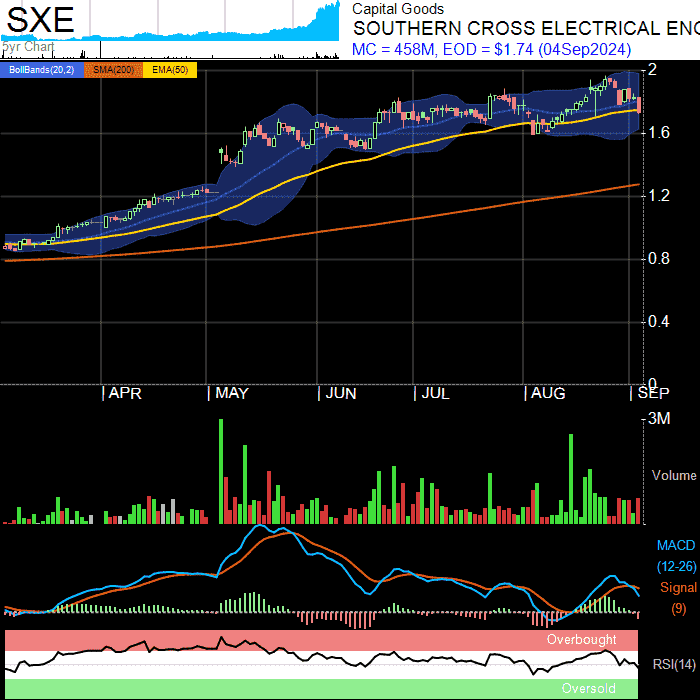 SXE
Capital Goods
SOUTHERN CROSS ELECTRICAL ENG
MC = 458M, EOD = $1.74 (04Sep2024)
5yr Chart
BollBands(20,2) SMA(200) EMA(50)
2
1.6
1.2
0.8
0.4
0
APR MAY JUN JUL AUG SEP
3M
Volume
MACD
(12-26)
Signal
(9)
Overbought
RSI(14)
Oversold